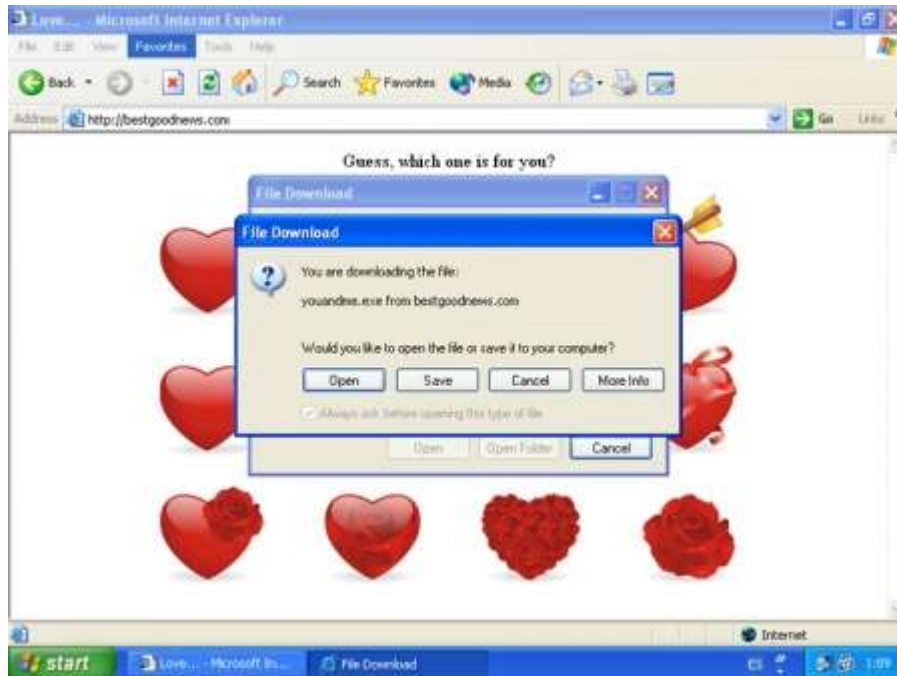 Love... - Microsoft Internet Explorer
File Edit View Favorites Tools Help
Back Search Favorites Media
Address http://bestgoodnews.com Go Links
Guess, which one is for you?
File Download
File Download
You are downloading the file:
youandme.exe from bestgoodnews.com
Would you like to open the file or save it to your computer?
Open Save Cancel More Info
Always ask before opening this type of file
Open Open Folder Cancel
Internet
start Love... - Microsoft In... File Download ES 1:09